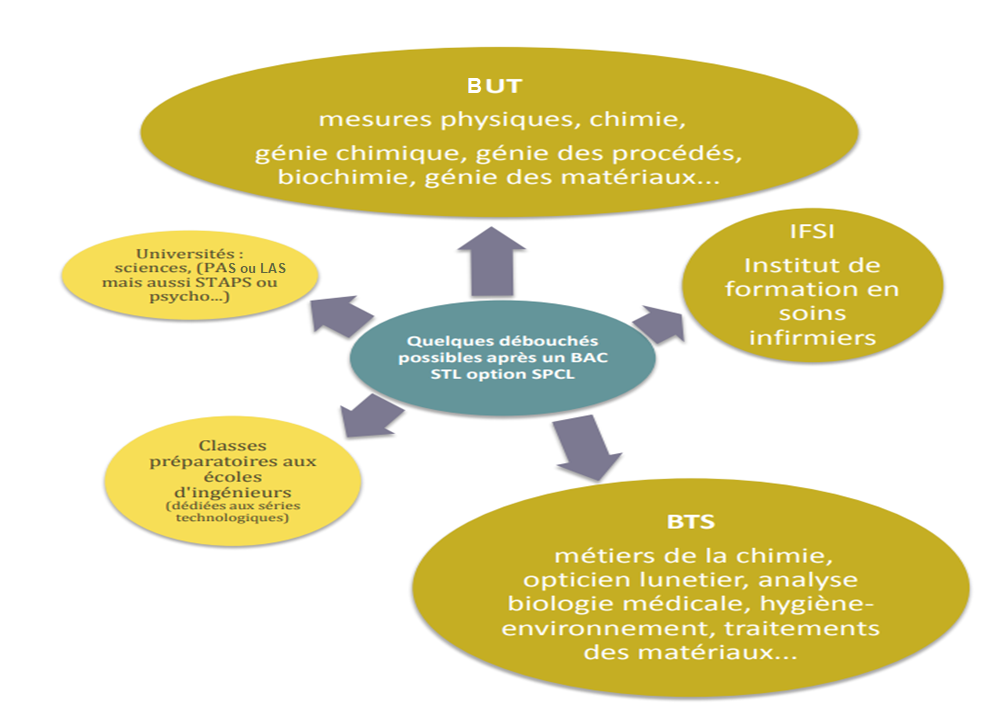 BUT
mesures physiques, chimie,
génie chimique, génie des procédés,
biochimie, génie des matériaux...
Universités :
sciences, (PAS ou LAS
mais aussi STAPS ou
psycho...)
IFSI
Institut de
formation en
soins
infirmiers
Quelques débouchés
possibles après un BAC
STL option SPCL
Classes
préparatoires aux
écoles
d'ingénieurs
(dédiées aux séries
technologiques)
BTS
métiers de la chimie,
opticien lunetier, analyse
biologie médicale, hygiène-
environnement, traitements
des matériaux...